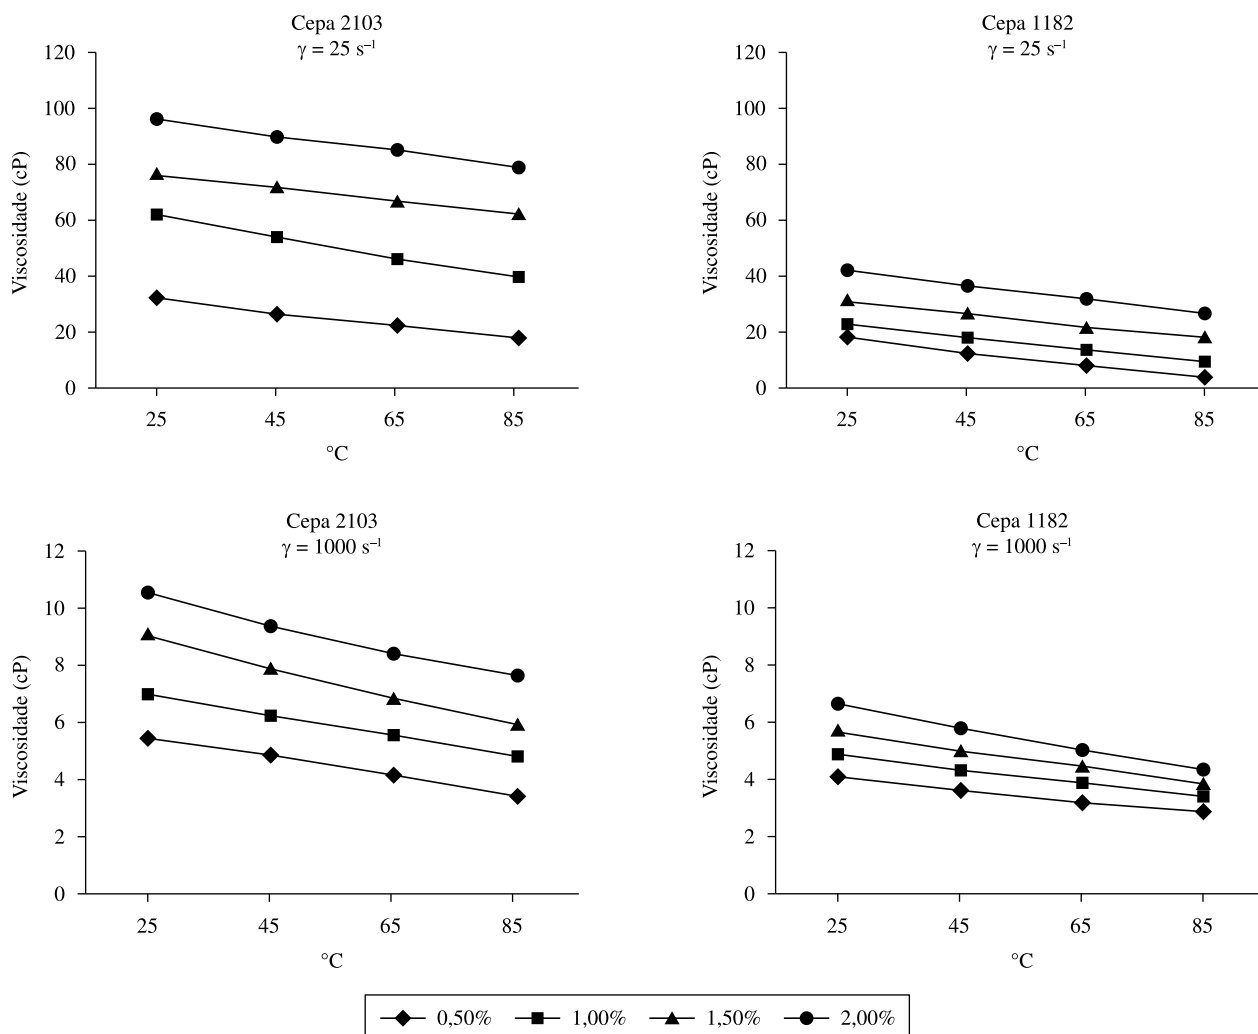 Cepa 2103
γ = 25 s⁻¹
120
100
80
60
40
20
0
Viscosidade (cP)
25 45 65 85
°C
Cepa 1182
γ = 25 s⁻¹
120
100
80
60
40
20
0
Viscosidade (cP)
25 45 65 85
°C
Cepa 2103
γ = 1000 s⁻¹
12
10
8
6
4
2
0
Viscosidade (cP)
25 45 65 85
°C
Cepa 1182
γ = 1000 s⁻¹
12
10
8
6
4
2
0
Viscosidade (cP)
25 45 65 85
°C
0,50% 1,00% 1,50% 2,00%